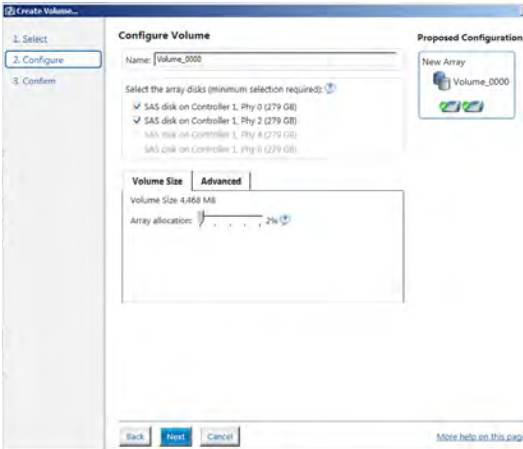 Create Volume...
1. Select
2. Configure
3. Confirm
Configure Volume
Name: Volume_0000
Select the array disks (minimum selection required):
SAS disk on Controller 1, Phy 0 (279 GB)
SAS disk on Controller 1, Phy 2 (279 GB)
SAS disk on Controller 1, Phy 4 (279 GB)
SAS disk on Controller 1, Phy 6 (279 GB)
Volume Size Advanced
Volume Size 4,468 MB
Array allocation: 2%
Proposed Configuration
New Array
Volume_0000
Back Next Cancel
More help on this page